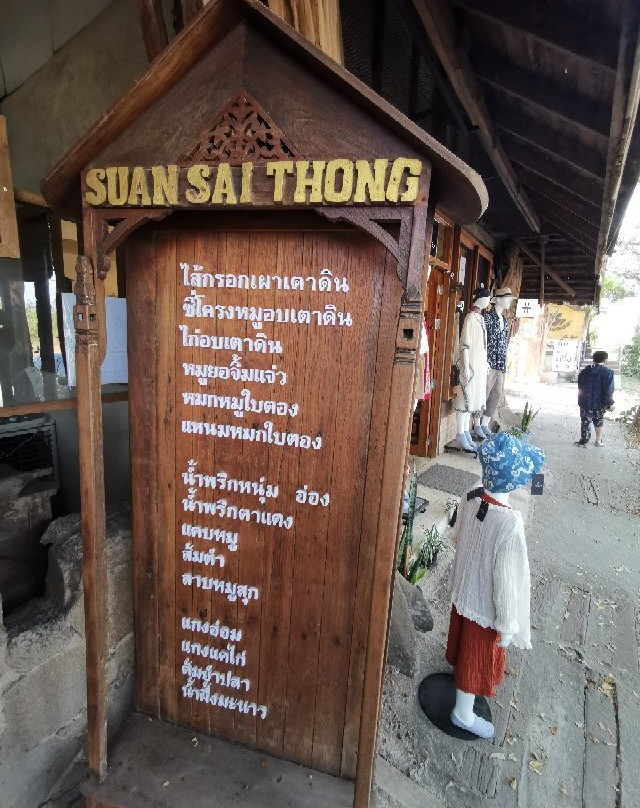 SUAN SAI THONG
ไส้กรอกเผาเตาดิน
ซี่โครงหมูอบเตาดิน
ไก่อบเตาดิน
หมูยอจิ้มแจ่ว
หมกหมูใบตอง
แหนมหมกใบตอง
น้ำพริกหนุ่ม อ่อง
น้ำพริกตาแดง
แคบหมู
ส้มตำ
ลาบหมูสุก
แกงอ่อม
แกงแคไก่
ต้มยำปลา
น้ำผึ้งมะนาว